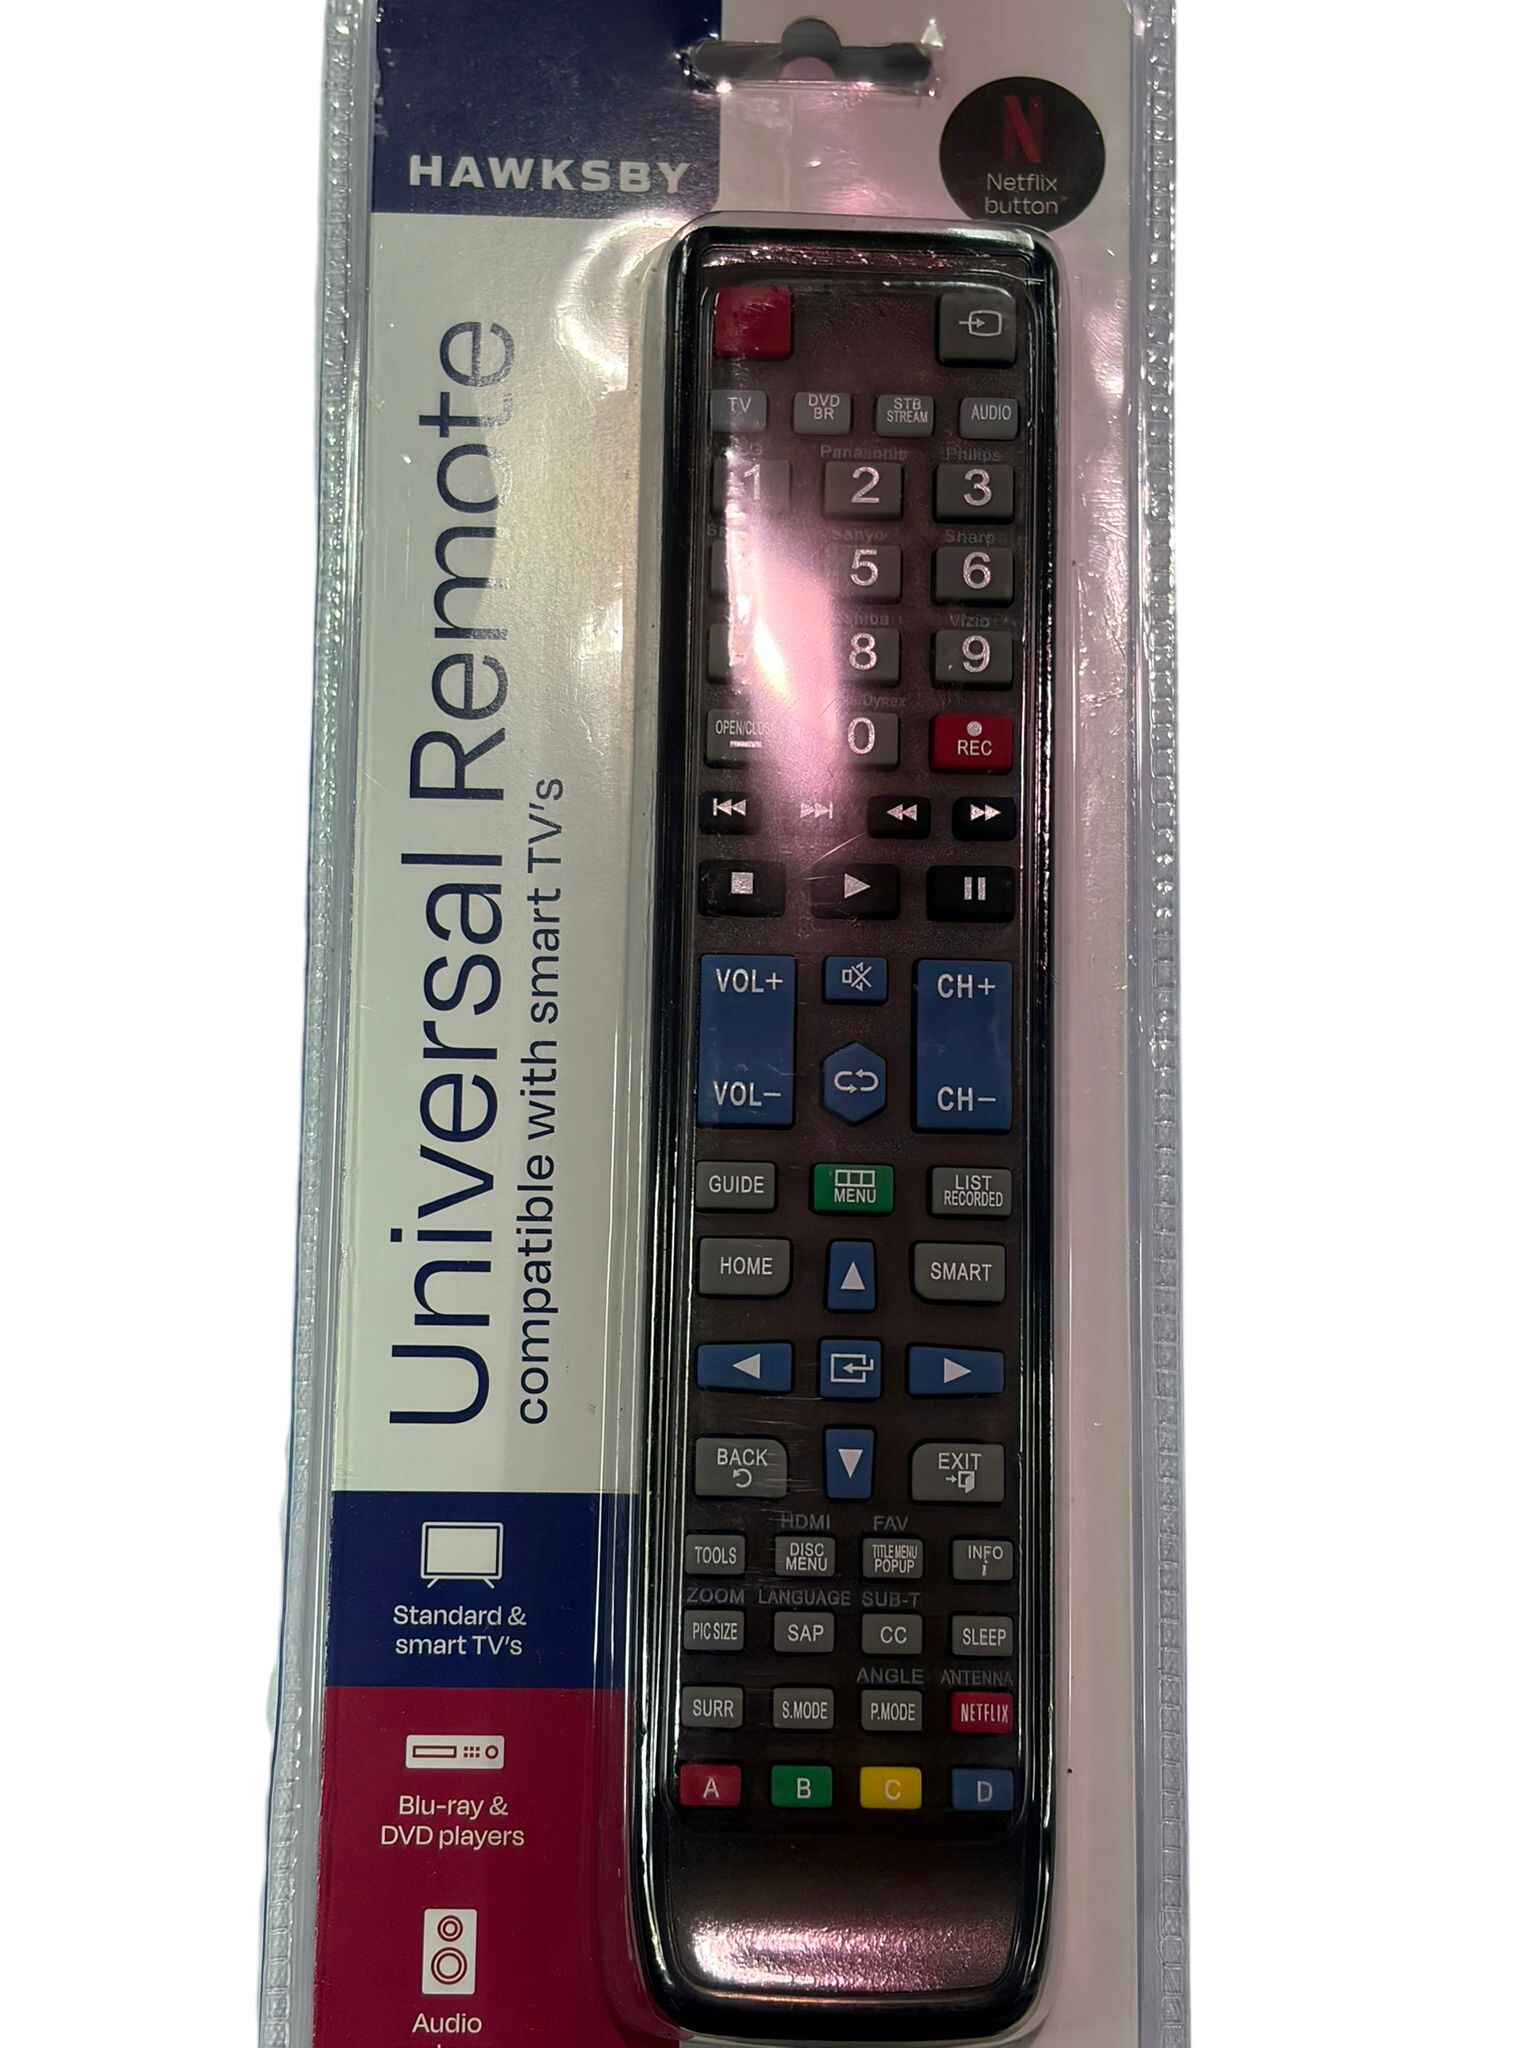 HAWKSBY
Netflix
button
Universal Remote
compatible with smart TV's
TV
DVD
BR
STB
STREAM
AUDIO
Panasonic
Philips
1
2
3
Sanyo
Sharp
5
6
Vizio
8
9
OPEN/CLOSE
0
REC
VOL+
CH+
VOL−
CH−
GUIDE
MENU
LIST
RECORDED
HOME
SMART
BACK
EXIT
HDMI
FAV
TOOLS
DISC
MENU
TITLE MENU
POPUP
INFO
i
ZOOM
LANGUAGE
SUB-T
PIC SIZE
SAP
CC
SLEEP
ANGLE
ANTENNA
SURR
S.MODE
P.MODE
NETFLIX
A
B
C
D
Standard &
smart TV's
Blu-ray &
DVD players
Audio